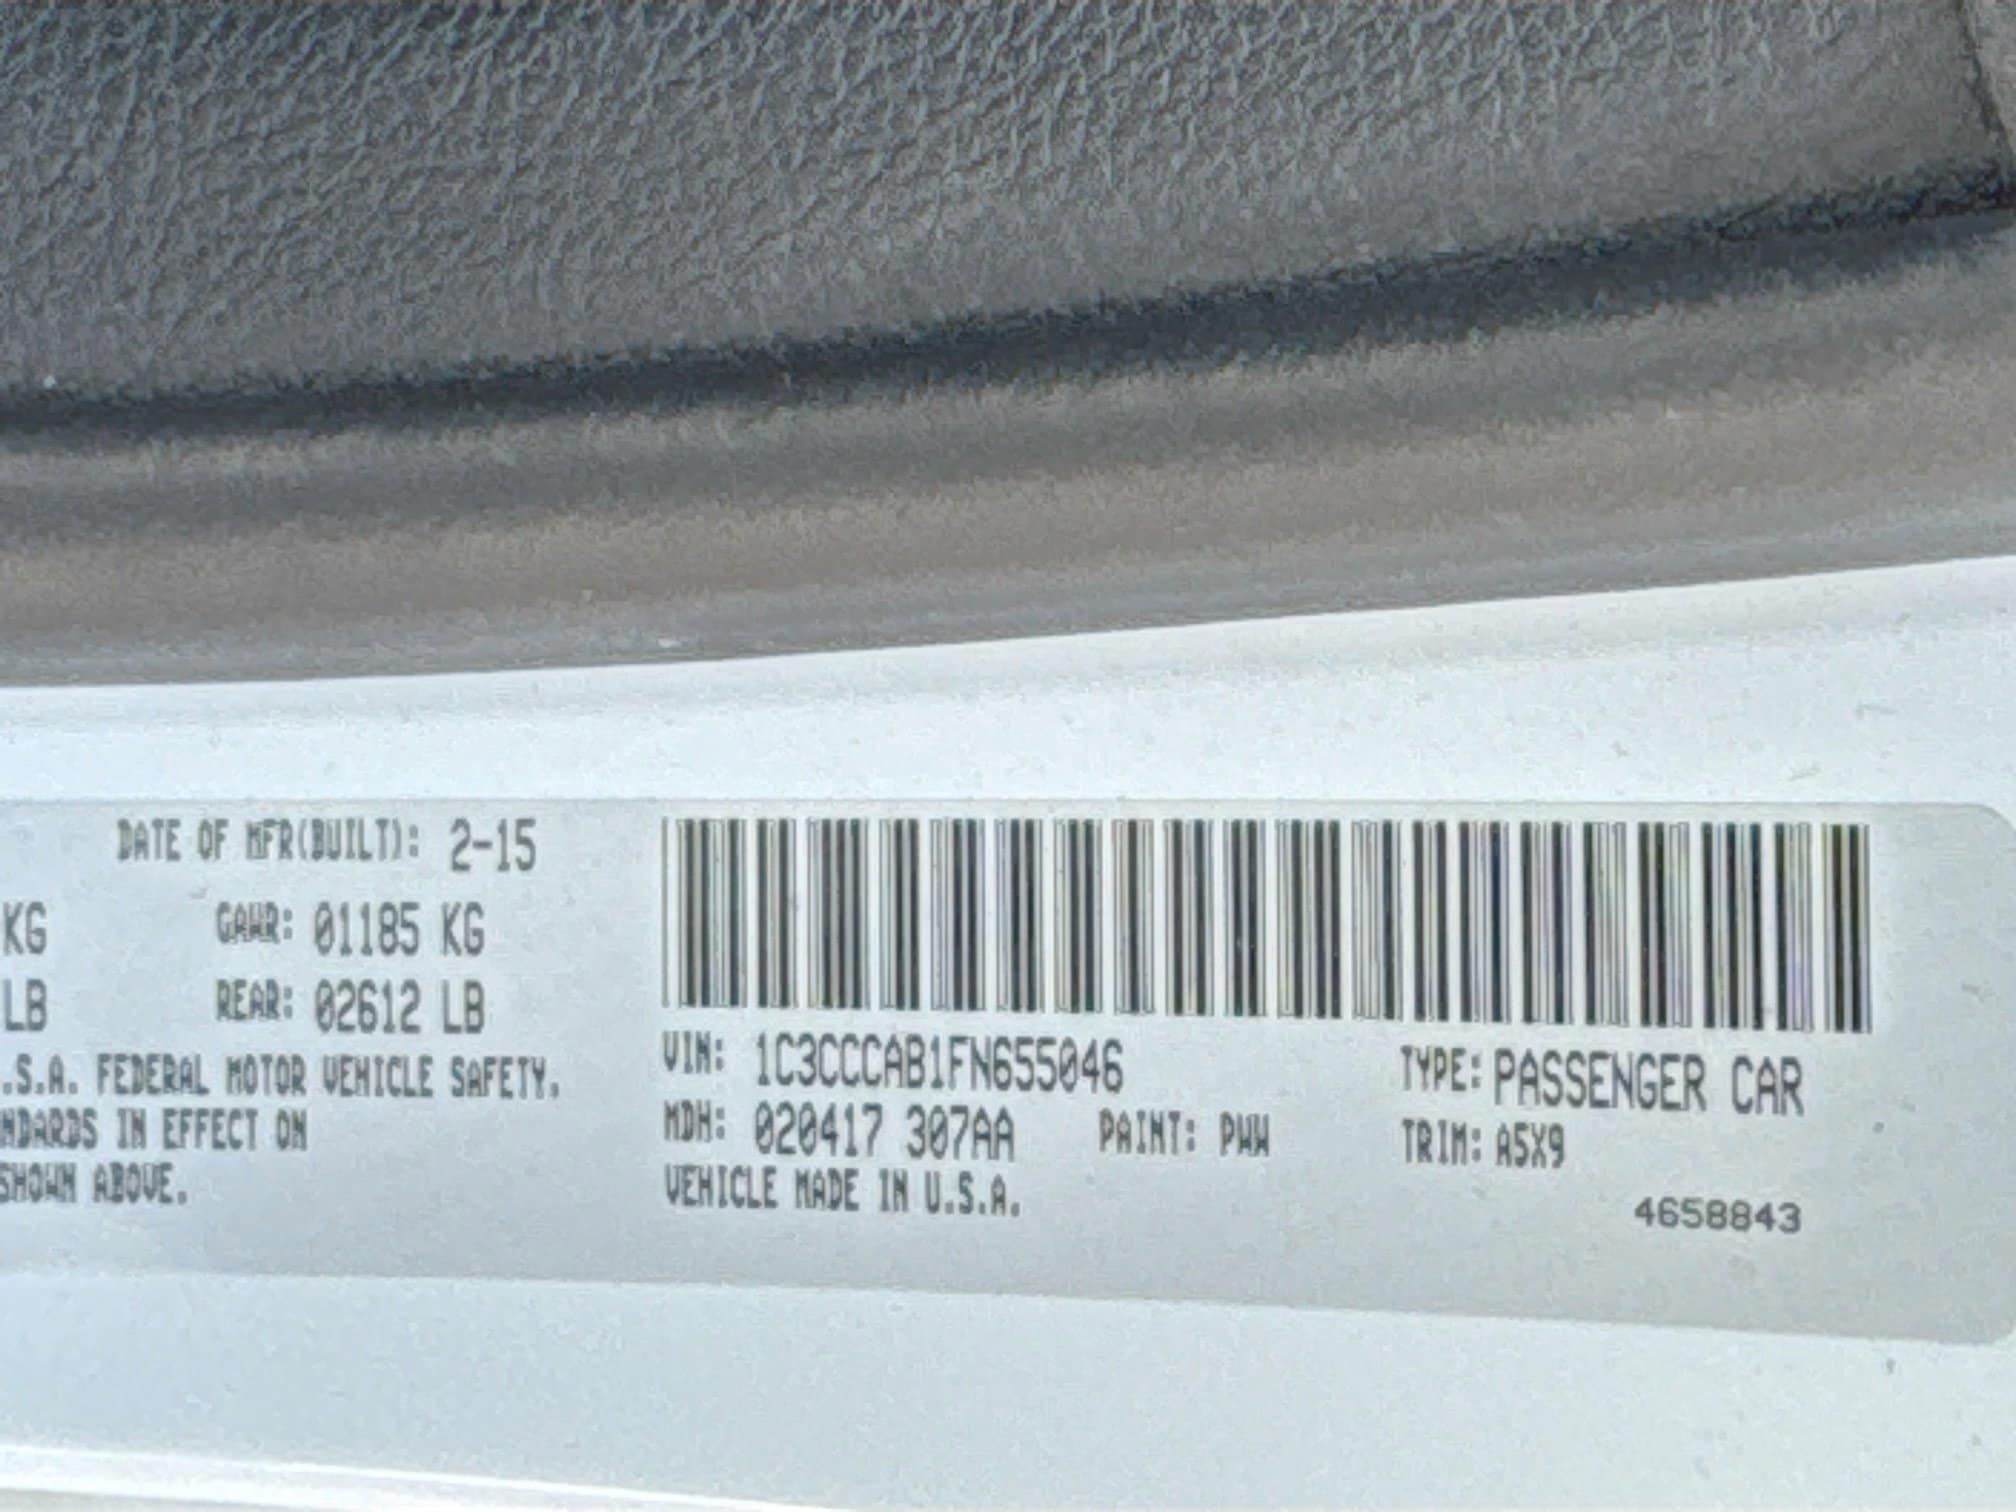 DATE OF MFR(BUILT): 2-15
KG GAWR: 01185 KG
LB REAR: 02612 LB
.S.A. FEDERAL MOTOR VEHICLE SAFETY,
NDARDS IN EFFECT ON
SHOWN ABOVE.
VIN: 1C3CCCAB1FN655046 TYPE: PASSENGER CAR
MDH: 020417 307AA PAINT: PWW TRIM: A5X9
VEHICLE MADE IN U.S.A.
4658843